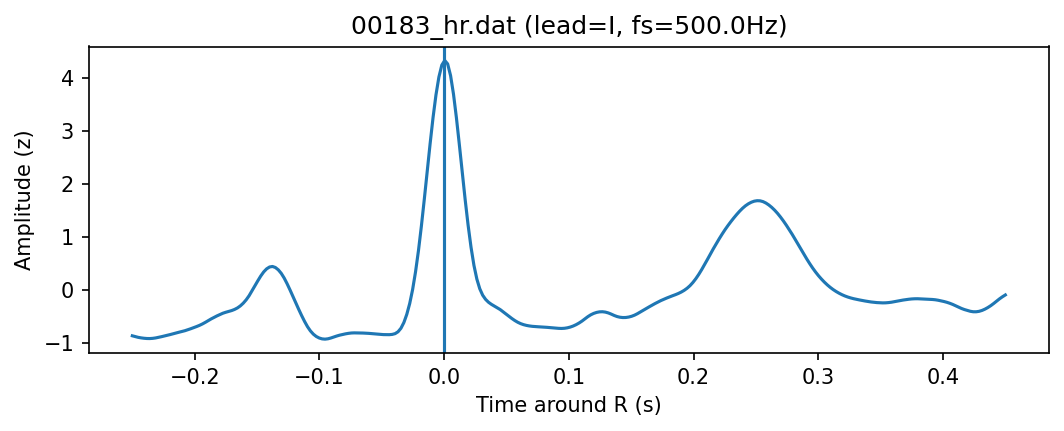 00183_hr.dat (lead=I, fs=500.0Hz)
Amplitude (z)
4
3
2
1
0
−1
−0.2 −0.1 0.0 0.1 0.2 0.3 0.4
Time around R (s)